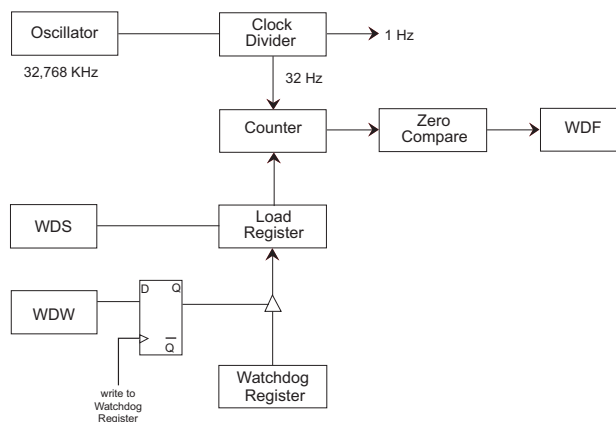 Oscillator
Clock
Divider
1 Hz
32,768 KHz
32 Hz
Counter
Zero
Compare
WDF
WDS
Load
Register
WDW
D Q
Q
write to
Watchdog
Register
Watchdog
Register